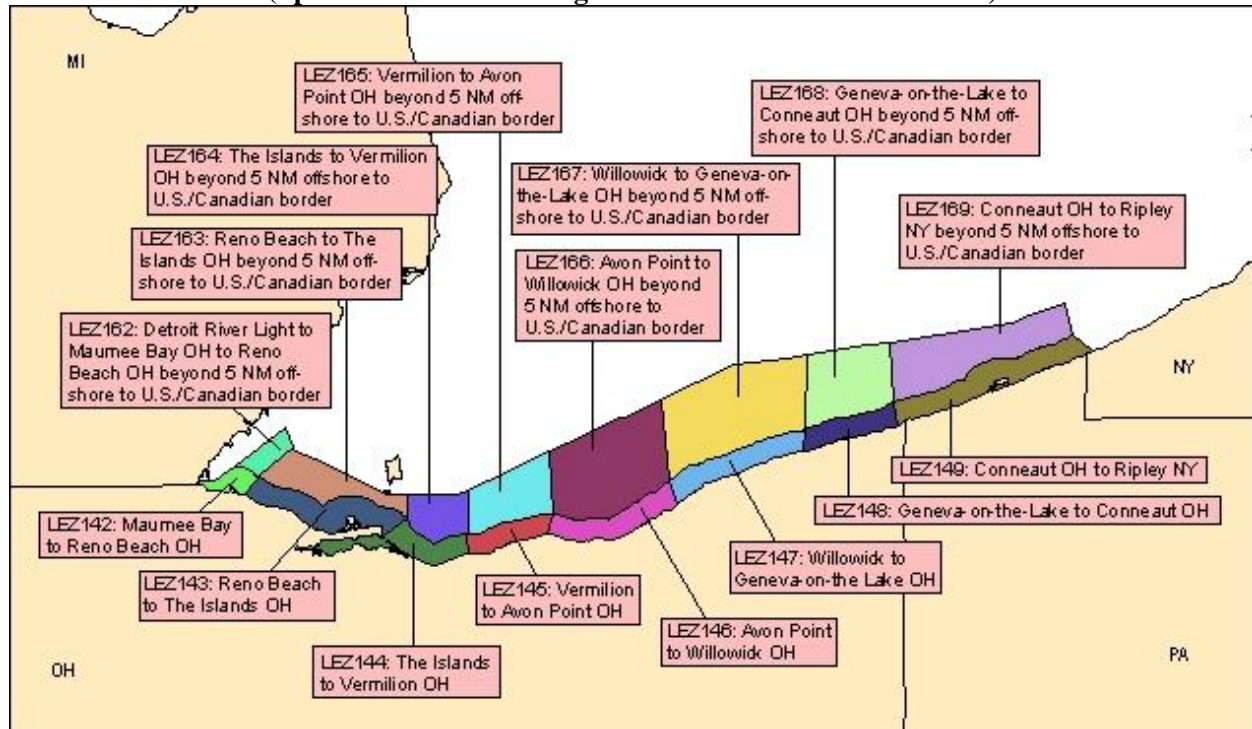 MI
LEZ165: Vermilion to Avon
Point OH beyond 5 NM off-
shore to U.S./Canadian border
LEZ168: Geneva-on-the-Lake to
Conneaut OH beyond 5 NM off-
shore to U.S./Canadian border
LEZ164: The Islands to Vermilion
OH beyond 5 NM offshore to
U.S./Canadian border
LEZ167: Willowick to Geneva-on-
the-Lake OH beyond 5 NM off-
shore to U.S./Canadian border
LEZ169: Conneaut OH to Ripley
NY beyond 5 NM offshore to
U.S./Canadian border
LEZ163: Reno Beach to The
Islands OH beyond 5 NM off-
shore to U.S./Canadian border
LEZ166: Avon Point to
Willowick OH beyond
5 NM offshore to
U.S./Canadian border
LEZ162: Detroit River Light to
Maumee Bay OH to Reno
Beach OH beyond 5 NM off-
shore to U.S./Canadian border
NY
LEZ149: Conneaut OH to Ripley NY
LEZ148: Geneva-on-the-Lake to Conneaut OH
LEZ142: Maumee Bay
to Reno Beach OH
LEZ147: Willowick to
Geneva-on-the Lake OH
LEZ143: Reno Beach
to The Islands OH
LEZ145: Vermilion
to Avon Point OH
LEZ146: Avon Point
to Willowick OH
LEZ144: The Islands
to Vermilion OH
OH
PA